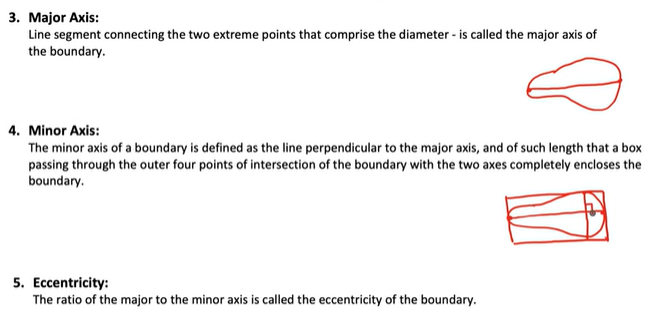 3. Major Axis:
Line segment connecting the two extreme points that comprise the diameter - is called the major axis of
the boundary.
4. Minor Axis:
The minor axis of a boundary is defined as the line perpendicular to the major axis, and of such length that a box
passing through the outer four points of intersection of the boundary with the two axes completely encloses the
boundary.
5. Eccentricity:
The ratio of the major to the minor axis is called the eccentricity of the boundary.